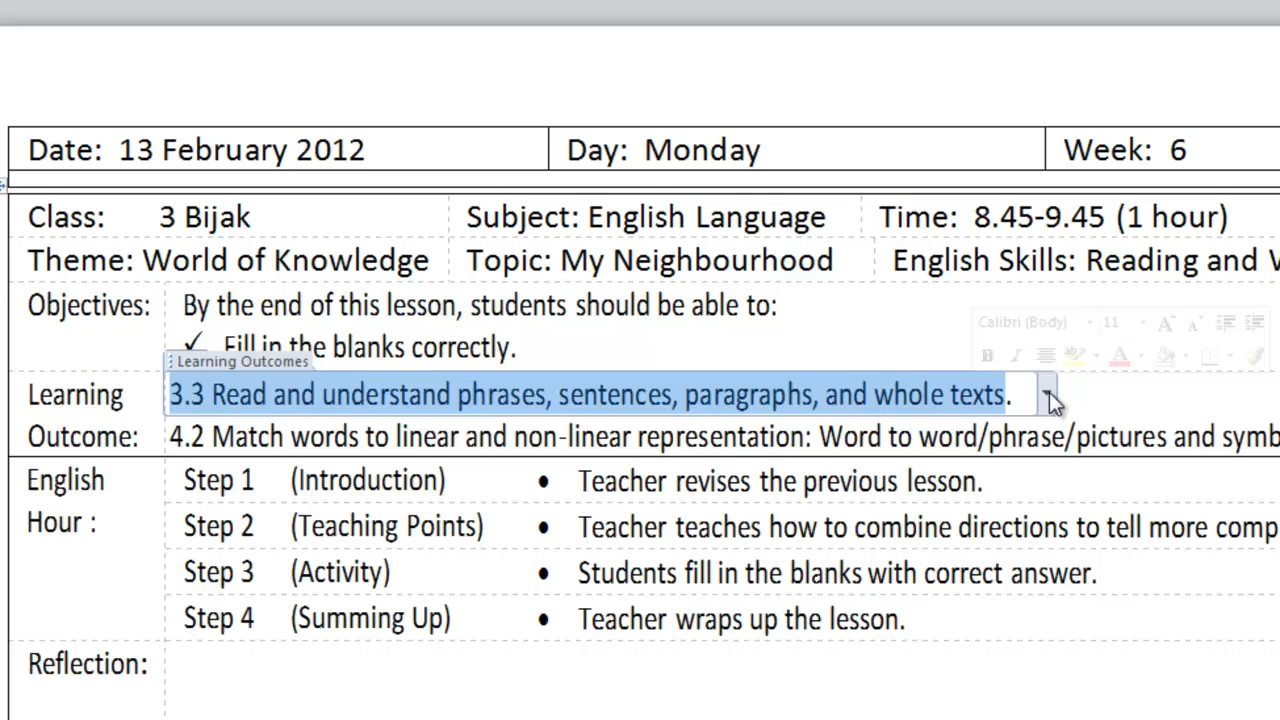 Date: 13 February 2012 Day: Monday Week: 6
Class: 3 Bijak Subject: English Language Time: 8.45-9.45 (1 hour)
Theme: World of Knowledge Topic: My Neighbourhood English Skills: Reading and
Objectives: By the end of this lesson, students should be able to:
✓ Fill in the blanks correctly.
Calibri (Body) 11
Learning Outcomes
Learning 3.3 Read and understand phrases, sentences, paragraphs, and whole texts.
Outcome: 4.2 Match words to linear and non-linear representation: Word to word/phrase/pictures and symb
English Step 1 (Introduction) • Teacher revises the previous lesson.
Hour : Step 2 (Teaching Points) • Teacher teaches how to combine directions to tell more comp
Step 3 (Activity) • Students fill in the blanks with correct answer.
Step 4 (Summing Up) • Teacher wraps up the lesson.
Reflection: